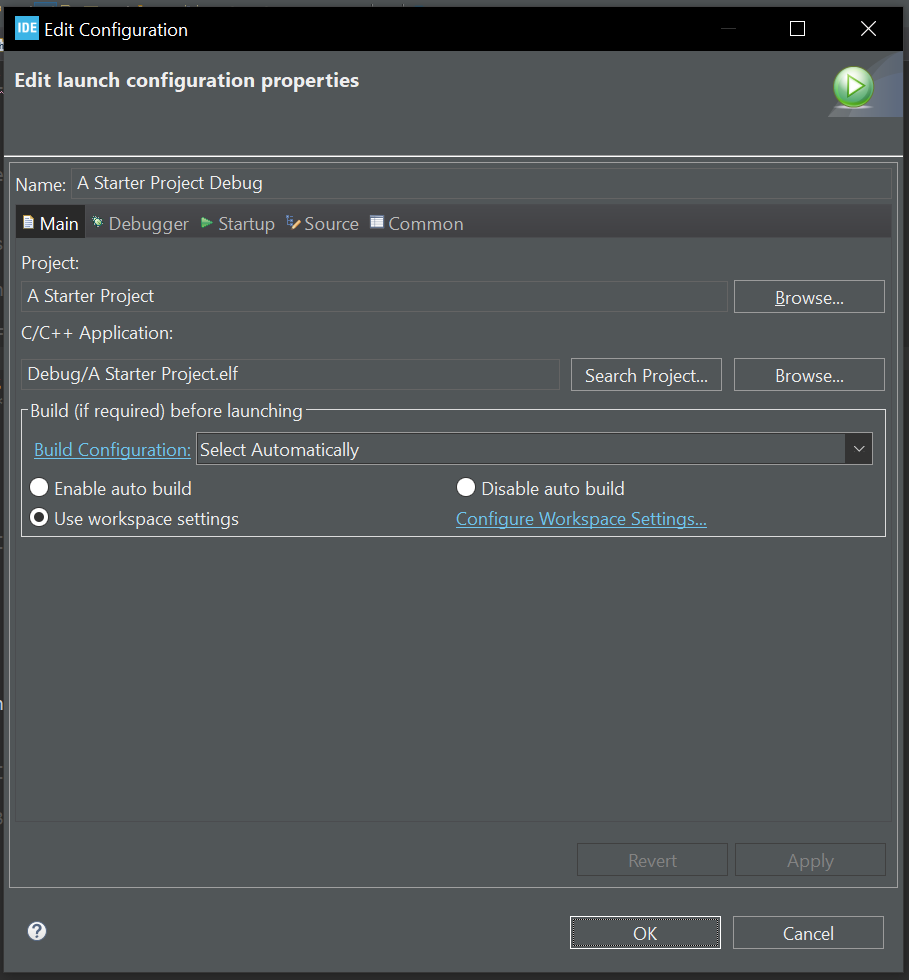 IDE Edit Configuration
Edit launch configuration properties
Name: A Starter Project Debug
Main Debugger Startup Source Common
Project:
A Starter Project Browse...
C/C++ Application:
Debug/A Starter Project.elf Search Project... Browse...
Build (if required) before launching
Build Configuration: Select Automatically
Enable auto build Disable auto build
Use workspace settings Configure Workspace Settings...
Revert Apply
? OK Cancel